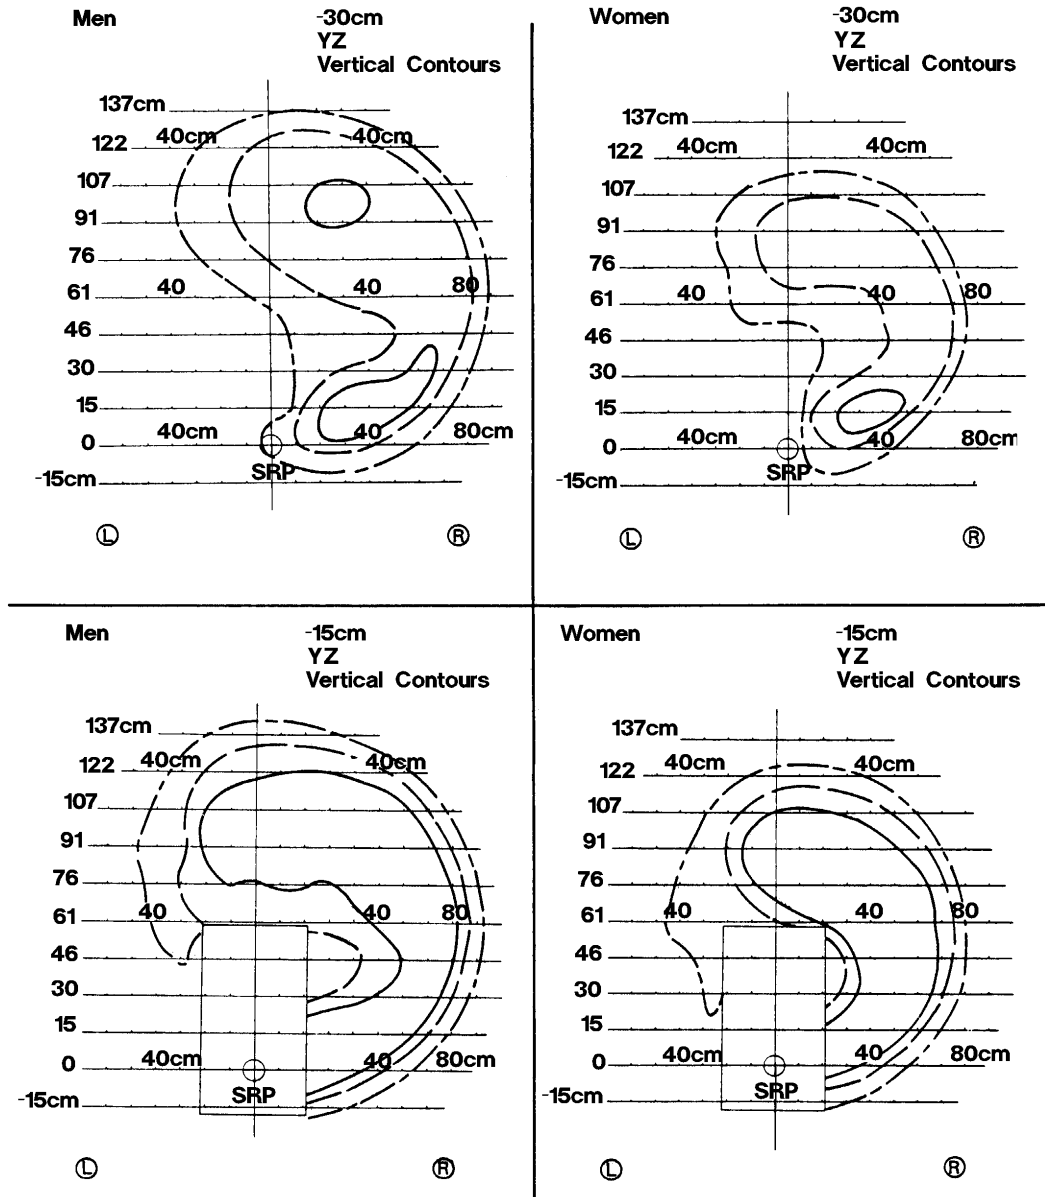 Men -30cm
YZ
Vertical Contours
137cm
122 40cm 40cm
107
91
76
61 40 40 80
46
30
15
0 40cm 40 80cm
SRP
-15cm
L R
Women -30cm
YZ
Vertical Contours
137cm
122 40cm 40cm
107
91
76
61 40 40 80
46
30
15
0 40cm 40 80cm
SRP
-15cm
L R
Men -15cm
YZ
Vertical Contours
137cm
122 40cm 40cm
107
91
76
61 40 40 80
46
30
15
0 40cm 40 80cm
SRP
-15cm
L R
Women -15cm
YZ
Vertical Contours
137cm
122 40cm 40cm
107
91
76
61 40 40 80
46
30
15
0 40cm 40 80cm
SRP
-15cm
L R